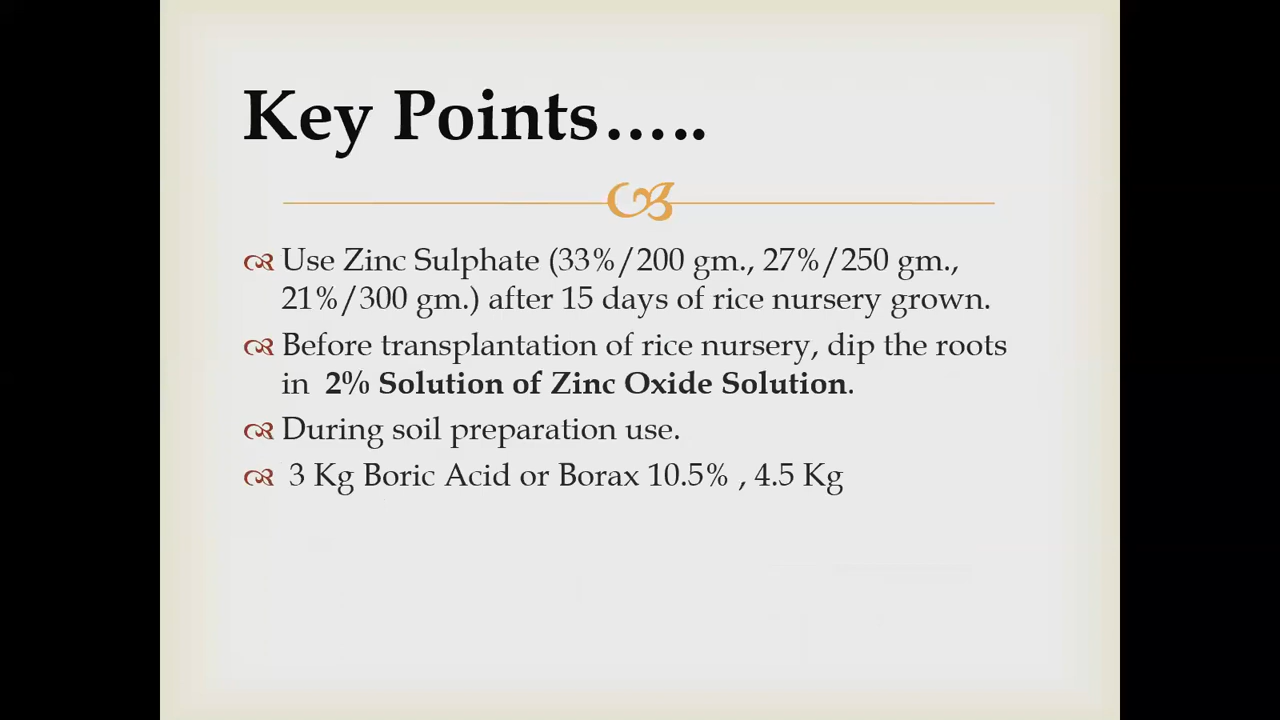 Key Points.....
Use Zinc Sulphate (33%/200 gm., 27%/250 gm.,
21%/300 gm.) after 15 days of rice nursery grown.
Before transplantation of rice nursery, dip the roots
in 2% Solution of Zinc Oxide Solution.
During soil preparation use.
3 Kg Boric Acid or Borax 10.5% , 4.5 Kg